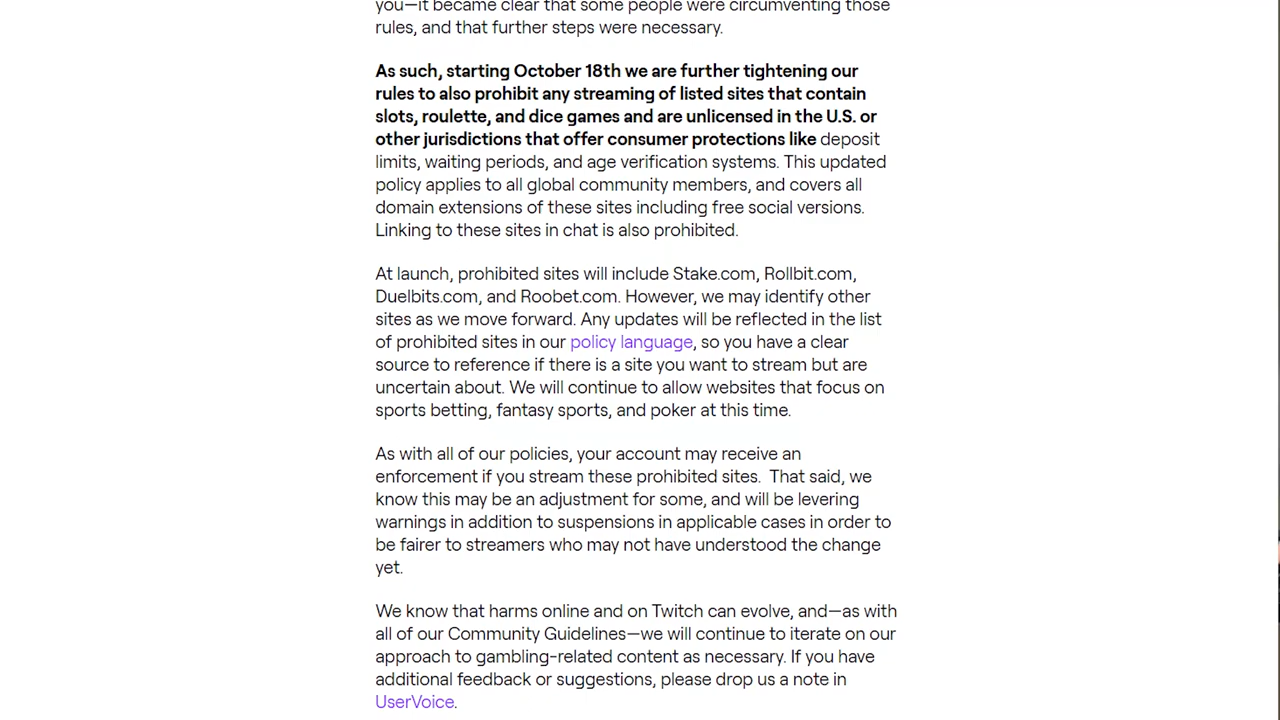 you—it became clear that some people were circumventing those
rules, and that further steps were necessary.
As such, starting October 18th we are further tightening our
rules to also prohibit any streaming of listed sites that contain
slots, roulette, and dice games and are unlicensed in the U.S. or
other jurisdictions that offer consumer protections like deposit
limits, waiting periods, and age verification systems. This updated
policy applies to all global community members, and covers all
domain extensions of these sites including free social versions.
Linking to these sites in chat is also prohibited.
At launch, prohibited sites will include Stake.com, Rollbit.com,
Duelbits.com, and Roobet.com. However, we may identify other
sites as we move forward. Any updates will be reflected in the list
of prohibited sites in our policy language, so you have a clear
source to reference if there is a site you want to stream but are
uncertain about. We will continue to allow websites that focus on
sports betting, fantasy sports, and poker at this time.
As with all of our policies, your account may receive an
enforcement if you stream these prohibited sites.  That said, we
know this may be an adjustment for some, and will be levering
warnings in addition to suspensions in applicable cases in order to
be fairer to streamers who may not have understood the change
yet.
We know that harms online and on Twitch can evolve, and—as with
all of our Community Guidelines—we will continue to iterate on our
approach to gambling-related content as necessary. If you have
additional feedback or suggestions, please drop us a note in
UserVoice.